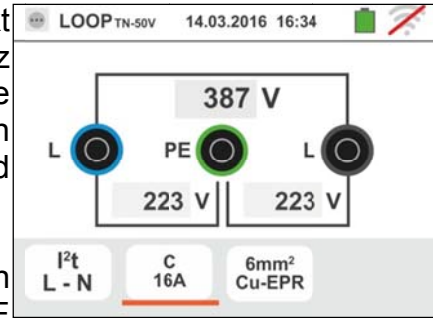 LOOP TN-50V 14.03.2016 16:34
387 V
L PE L
223 V 223 V
I²t C 6mm²
L - N 16A Cu-EPR